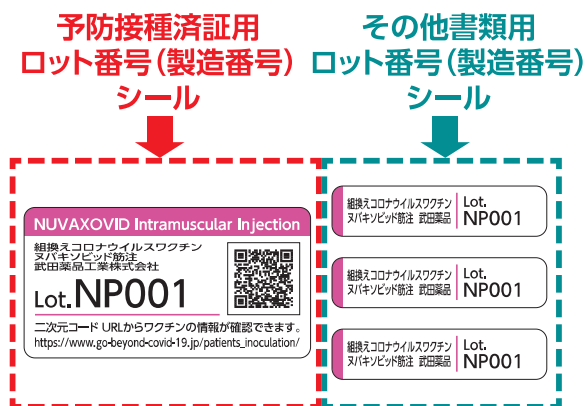 予防接種済証用
ロット番号（製造番号）
シール
その他書類用
ロット番号（製造番号）
シール
NUVAXOVID Intramuscular Injection
組換えコロナウイルスワクチン
ヌバキソビッド筋注
武田薬品工業株式会社
Lot.NP001
二次元コード URLからワクチンの情報が確認できます。
https://www.go-beyond-covid-19.jp/patients_inoculation/
組換えコロナウイルスワクチン
ヌバキソビッド筋注 武田薬品
Lot.
NP001
組換えコロナウイルスワクチン
ヌバキソビッド筋注 武田薬品
Lot.
NP001
組換えコロナウイルスワクチン
ヌバキソビッド筋注 武田薬品
Lot.
NP001